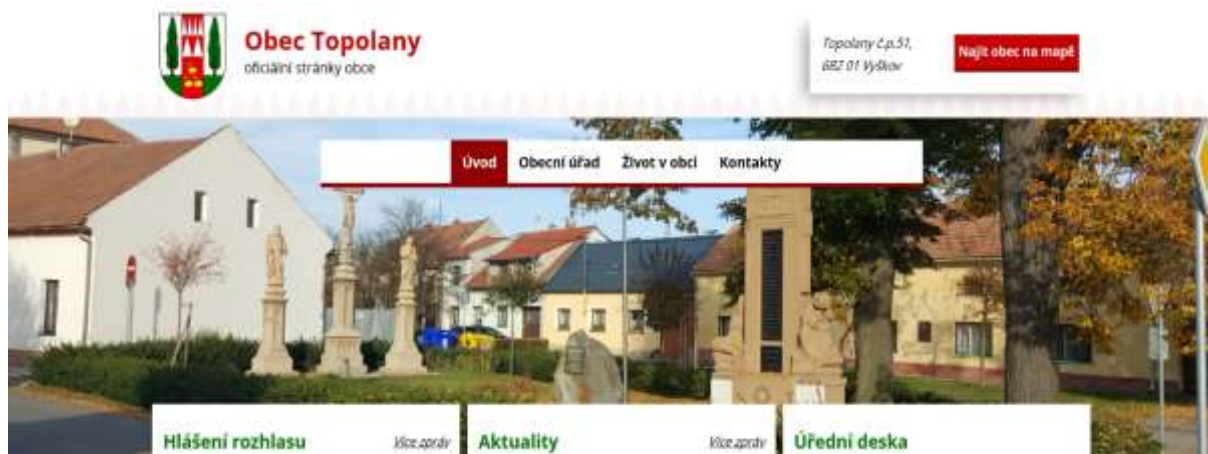 Obec Topolany
oficiální stránky obce
Topolany č.p.51,
682 01 Vyškov
Najít obec na mapě
Úvod Obecní úřad Život v obci Kontakty
Hlášení rozhlasu Více zpráv Aktuality Více zpráv Úřední deska